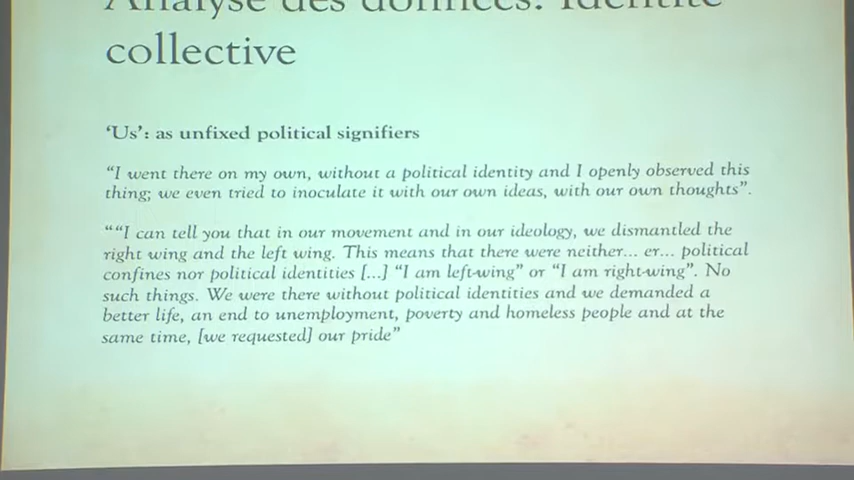 Analyse des données: Identité
collective
‘Us’: as unfixed political signifiers
“I went there on my own, without a political identity and I openly observed this
thing; we even tried to inoculate it with our own ideas, with our own thoughts”.
““I can tell you that in our movement and in our ideology, we dismantled the
right wing and the left wing. This means that there were neither... er... political
confines nor political identities [...] “I am left-wing” or “I am right-wing”. No
such things. We were there without political identities and we demanded a
better life, an end to unemployment, poverty and homeless people and at the
same time, [we requested] our pride”